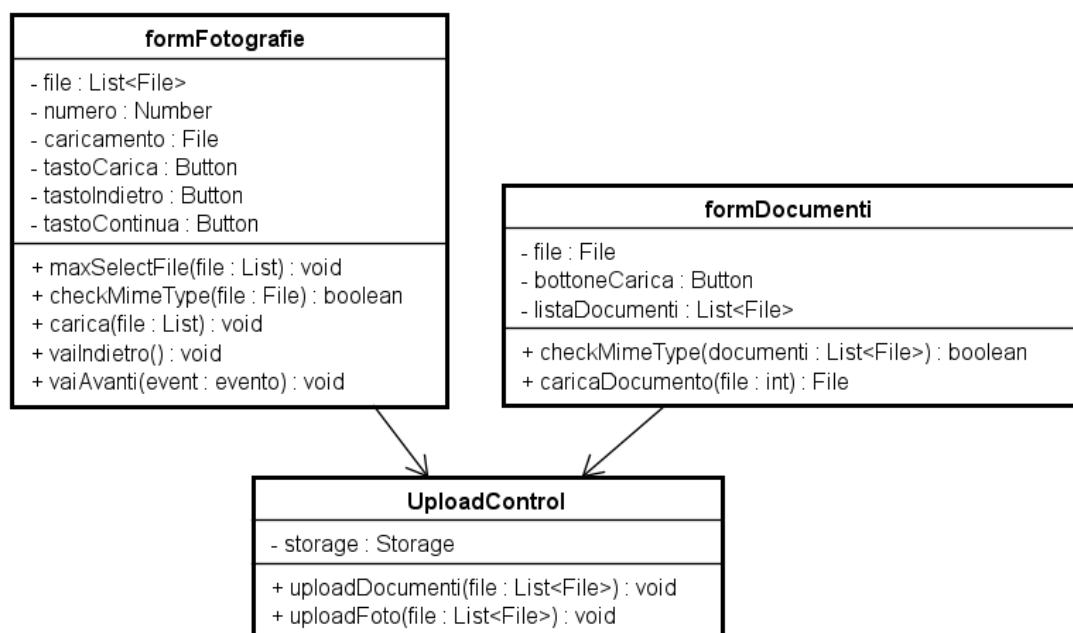 formFotografie
- file : List<File>
- numero : Number
- caricamento : File
- tastoCarica : Button
- tastoIndietro : Button
- tastoContinua : Button
+ maxSelectFile(file : List) : void
+ checkMimeType(file : File) : boolean
+ carica(file : List) : void
+ vaiIndietro() : void
+ vaiAvanti(event : evento) : void
formDocumenti
- file : File
- bottoneCarica : Button
- listaDocumenti : List<File>
+ checkMimeType(documenti : List<File>) : boolean
+ caricaDocumento(file : int) : File
UploadControl
- storage : Storage
+ uploadDocumenti(file : List<File>) : void
+ uploadFoto(file : List<File>) : void